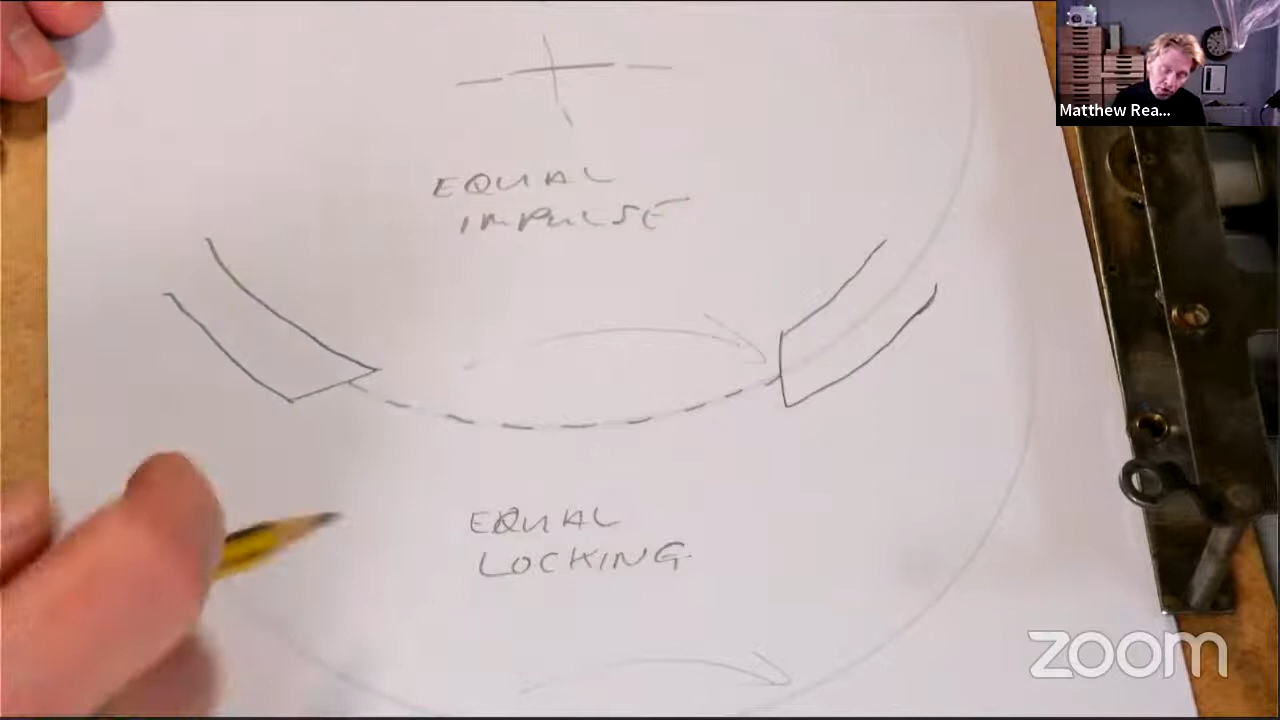 Matthew Rea...
EQUAL
IMPULSE
EQUAL
LOCKING
zoom